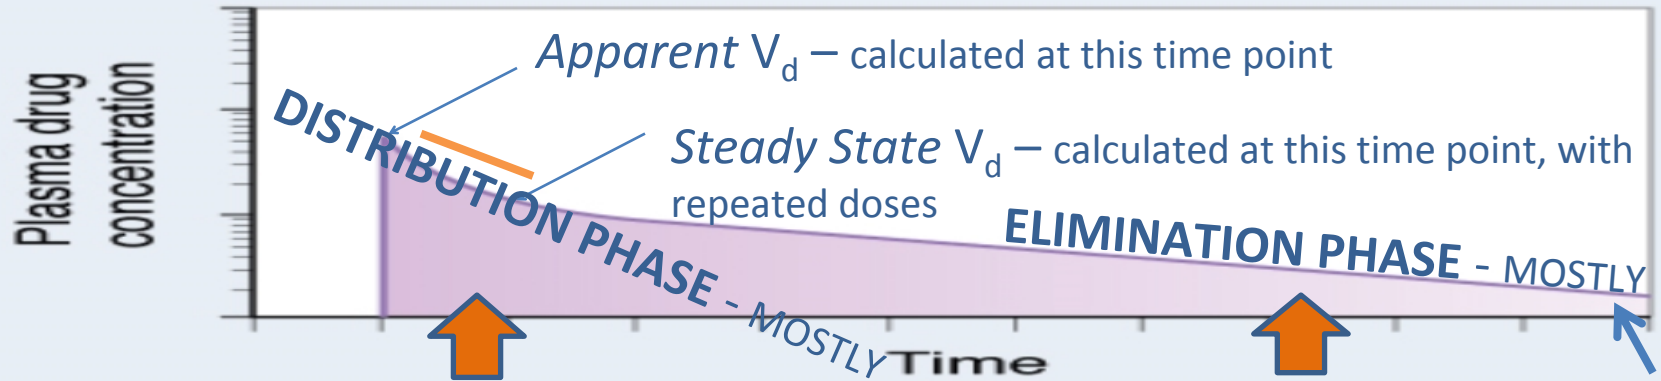 Plasma drug
concentration
Apparent Vd – calculated at this time point
DISTRIBUTION PHASE - MOSTLY
Steady State Vd – calculated at this time point, with
repeated doses
ELIMINATION PHASE - MOSTLY
Time